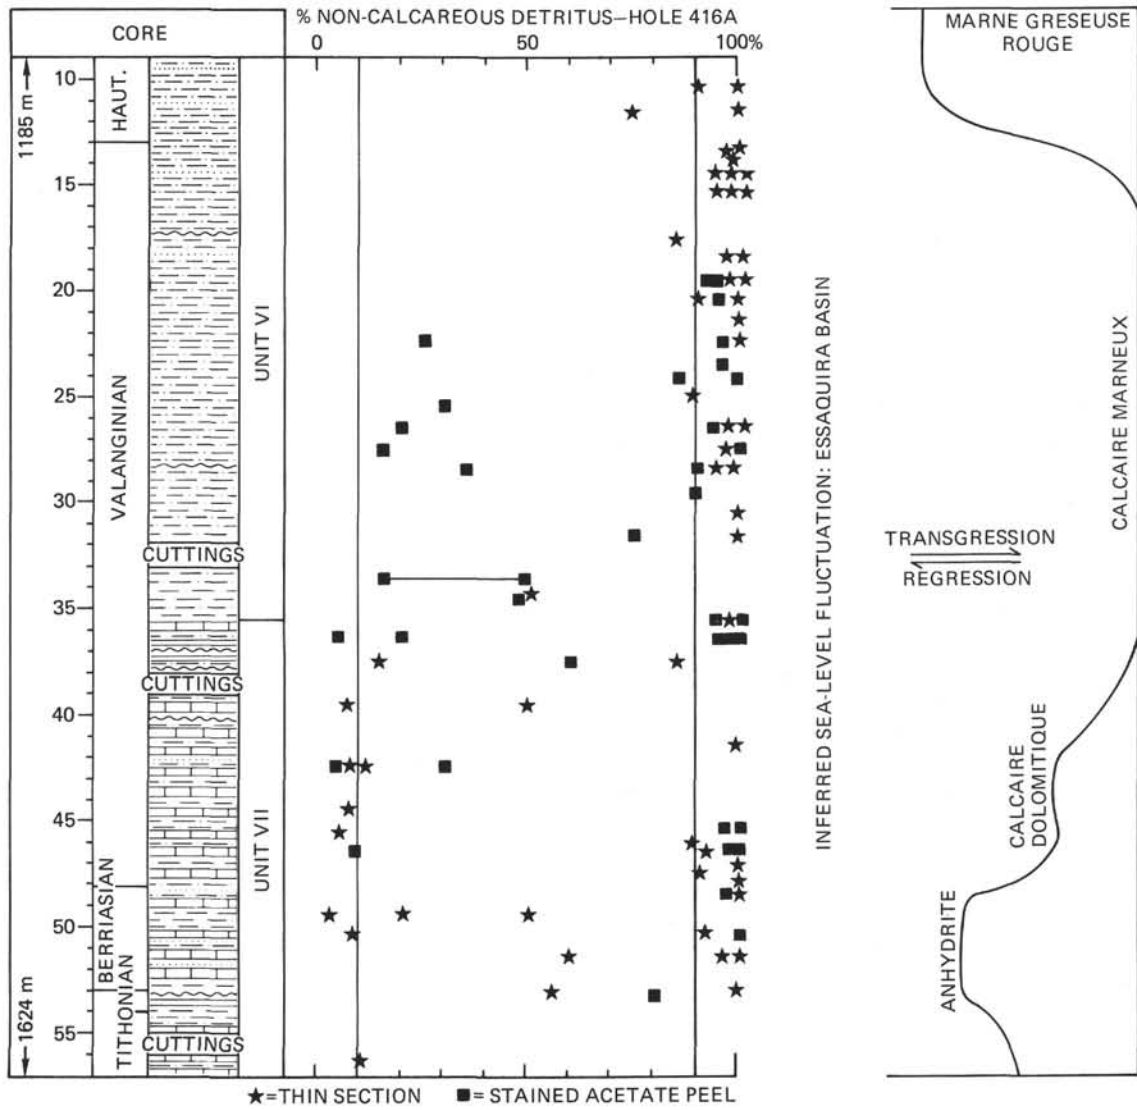 CORE
% NON-CALCAREOUS DETRITUS—HOLE 416A
0 50 100%
MARNE GRESEUSE
ROUGE
1185 m
1624 m
10
15
20
25
30
35
40
45
50
55
HAUT.
VALANGINIAN
BERRIASIAN
TITHONIAN
CUTTINGS
CUTTINGS
CUTTINGS
UNIT VI
UNIT VII
INFERRED SEA-LEVEL FLUCTUATION: ESSAQUIRA BASIN
TRANSGRESSION
REGRESSION
CALCAIRE MARNEUX
CALCAIRE
DOLOMITIQUE
ANHYDRITE
★=THIN SECTION ■= STAINED ACETATE PEEL